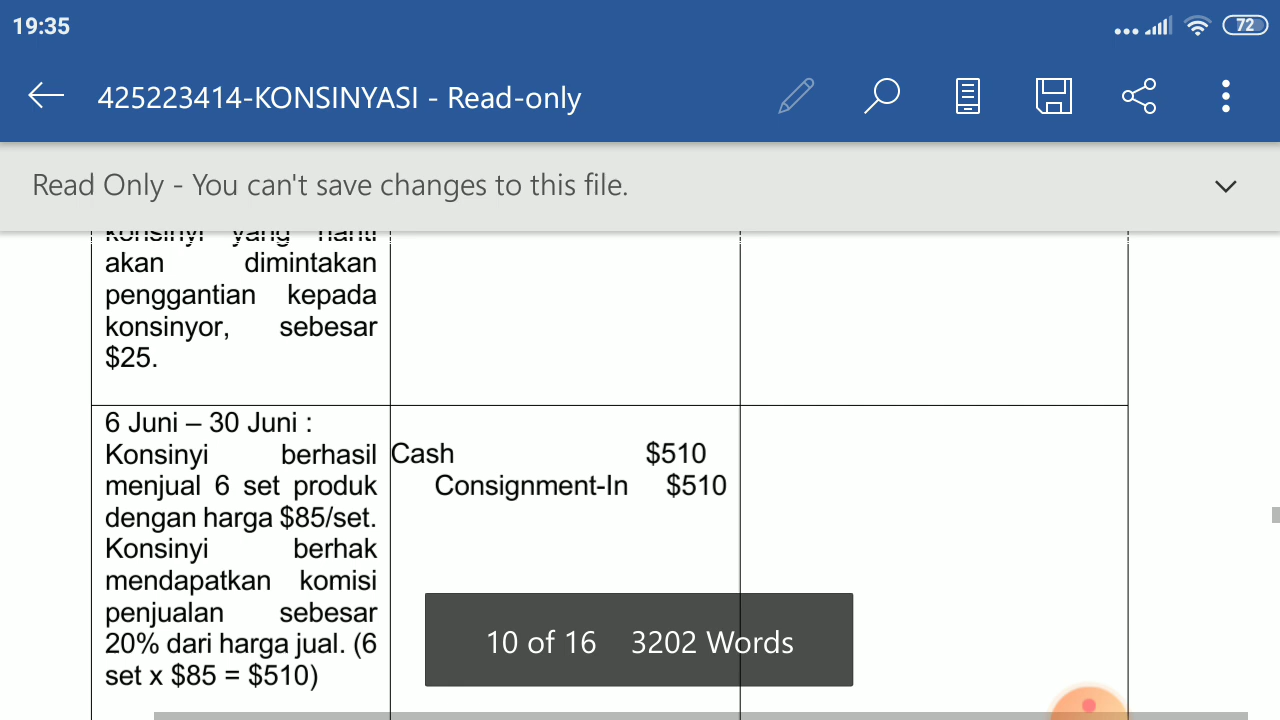 19:35
72
425223414-KONSINYASI - Read-only
Read Only - You can't save changes to this file.
konsinyi yang nanti
akan dimintakan
penggantian kepada
konsinyor, sebesar
$25.
6 Juni – 30 Juni :
Konsinyi berhasil
menjual 6 set produk
dengan harga $85/set.
Konsinyi berhak
mendapatkan komisi
penjualan sebesar
20% dari harga jual. (6
set x $85 = $510)
Cash $510
Consignment-In $510
10 of 16 3202 Words